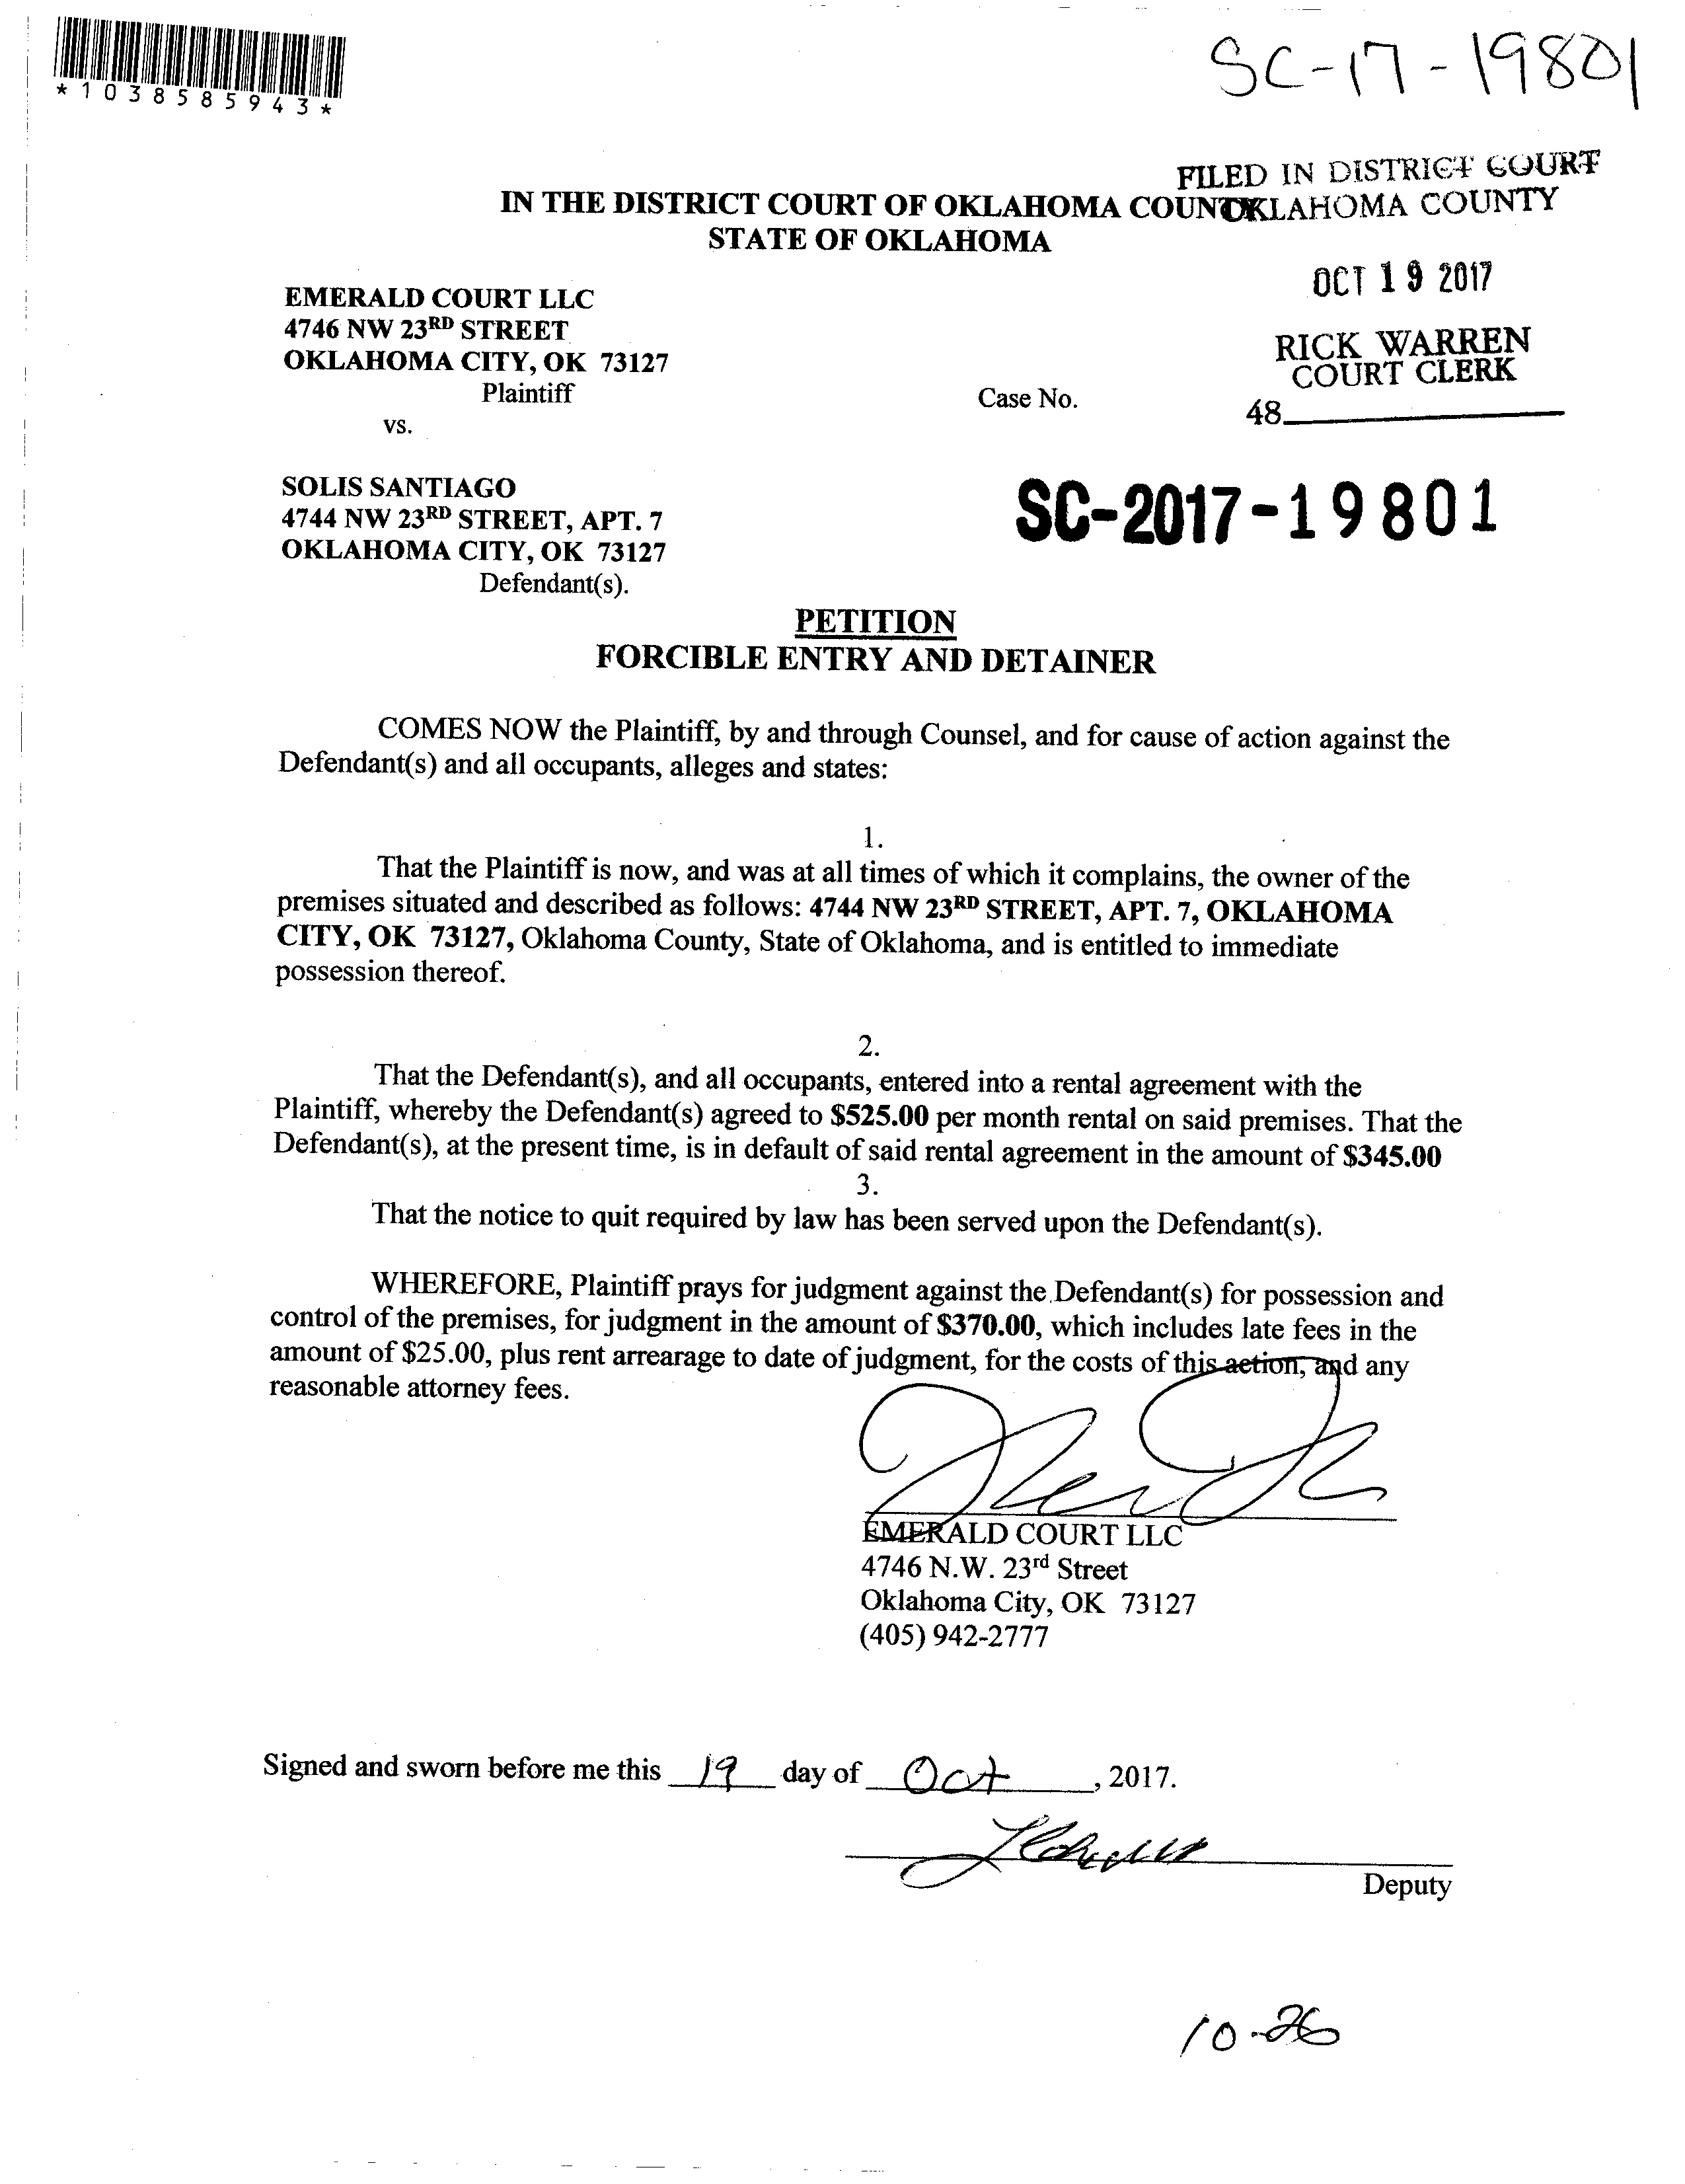 *1038585943*
SC-17-19801
FILED IN DISTRICT COURT
OKLAHOMA COUNTY
IN THE DISTRICT COURT OF OKLAHOMA COUNTY
STATE OF OKLAHOMA
OCT 19 2017
EMERALD COURT LLC
4746 NW 23RD STREET
OKLAHOMA CITY, OK 73127
Plaintiff
RICK WARREN
COURT CLERK
48
Case No.
vs.
SOLIS SANTIAGO
4744 NW 23RD STREET, APT. 7
OKLAHOMA CITY, OK 73127
Defendant(s).
SC-2017-19801
PETITION
FORCIBLE ENTRY AND DETAINER
COMES NOW the Plaintiff, by and through Counsel, and for cause of action against the
Defendant(s) and all occupants, alleges and states:
1.
That the Plaintiff is now, and was at all times of which it complains, the owner of the
premises situated and described as follows: 4744 NW 23RD STREET, APT. 7, OKLAHOMA
CITY, OK 73127, Oklahoma County, State of Oklahoma, and is entitled to immediate
possession thereof.
2.
That the Defendant(s), and all occupants, entered into a rental agreement with the
Plaintiff, whereby the Defendant(s) agreed to $525.00 per month rental on said premises. That the
Defendant(s), at the present time, is in default of said rental agreement in the amount of $345.00
3.
That the notice to quit required by law has been served upon the Defendant(s).
WHEREFORE, Plaintiff prays for judgment against the Defendant(s) for possession and
control of the premises, for judgment in the amount of $370.00, which includes late fees in the
amount of $25.00, plus rent arrearage to date of judgment, for the costs of this action, and any
reasonable attorney fees.
EMERALD COURT LLC
4746 N.W. 23rd Street
Oklahoma City, OK 73127
(405) 942-2777
Signed and sworn before me this 19 day of Oct, 2017.
Deputy
10-26